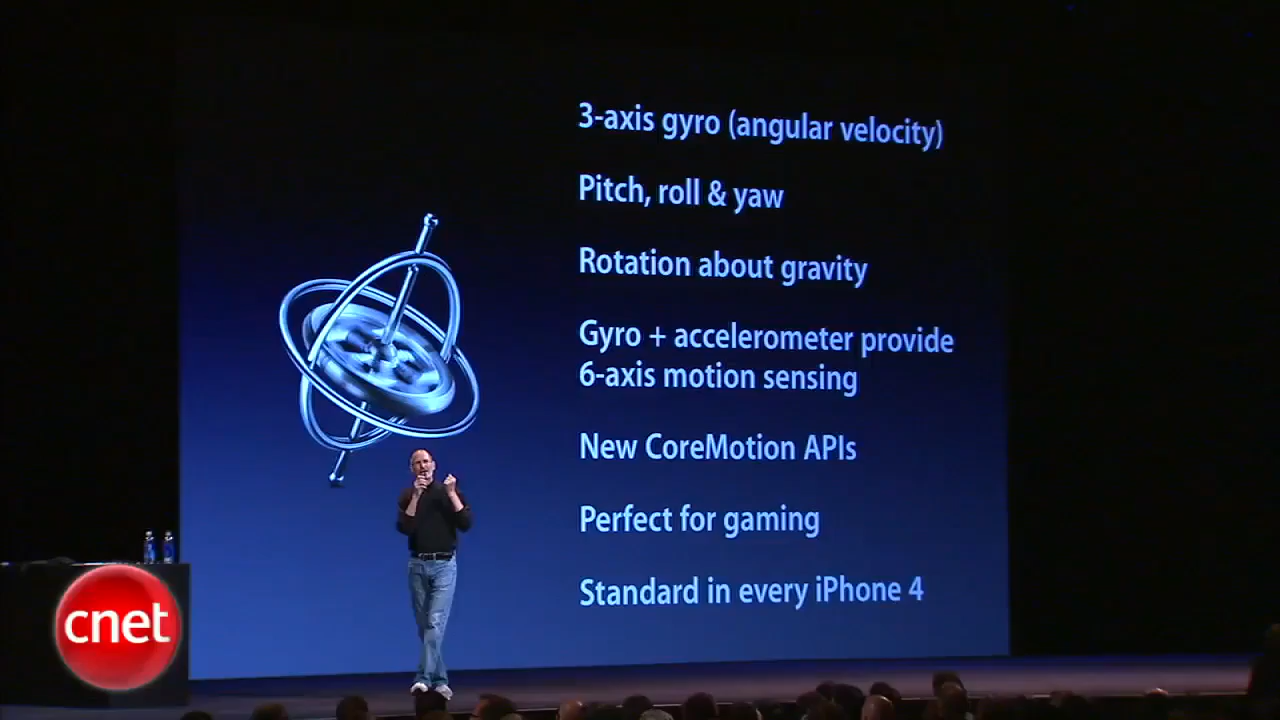 3-axis gyro (angular velocity)
Pitch, roll & yaw
Rotation about gravity
Gyro + accelerometer provide
6-axis motion sensing
New CoreMotion APIs
Perfect for gaming
Standard in every iPhone 4
cnet